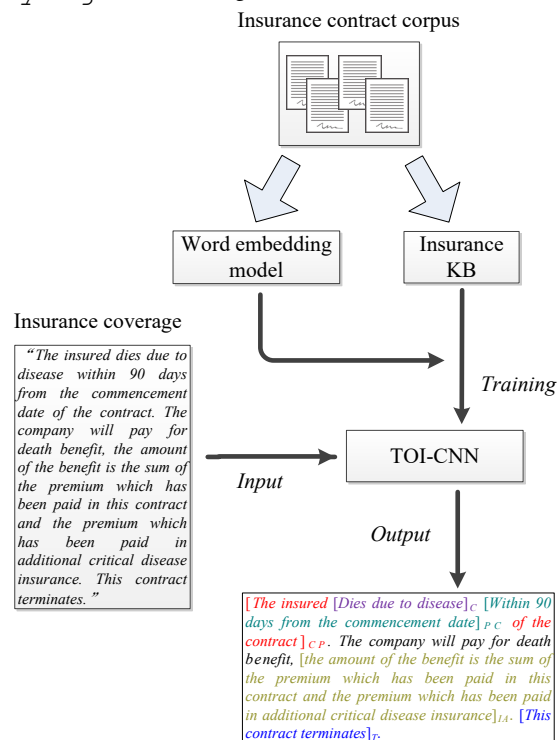 Insurance contract corpus
Word embedding
model
Insurance
KB
Insurance coverage
“The insured dies due to
disease within 90 days
from the commencement
date of the contract. The
company will pay for
death benefit, the amount
of the benefit is the sum of
the premium which has
been paid in this contract
and the premium which
has been paid in
additional critical disease
insurance. This contract
terminates.”
Training
TOI-CNN
Input
Output
[The insured [Dies due to disease]C [Within 90
days from the commencement date] P C of the
contract] C P. The company will pay for death
benefit, [the amount of the benefit is the sum of
the premium which has been paid in this
contract and the premium which has been paid
in additional critical disease insurance]IA. [This
contract terminates]T.